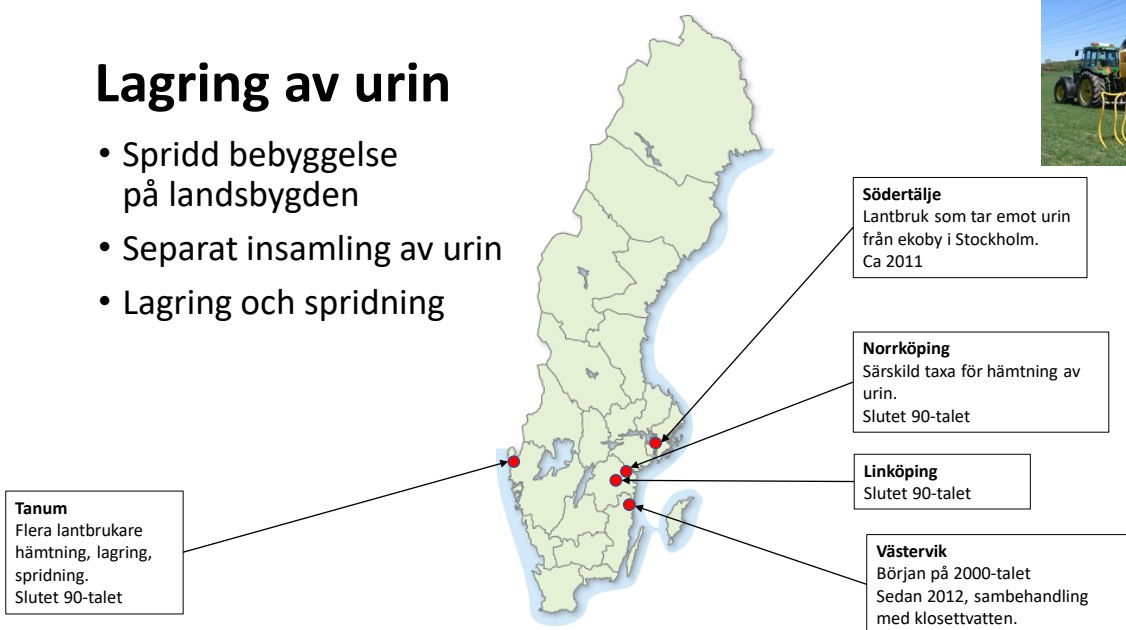 Lagring av urin
• Spridd bebyggelse
på landsbygden
• Separat insamling av urin
• Lagring och spridning
Södertälje
Lantbruk som tar emot urin
från ekoby i Stockholm.
Ca 2011
Norrköping
Särskild taxa för hämtning av
urin.
Slutet 90-talet
Linköping
Slutet 90-talet
Västervik
Början på 2000-talet
Sedan 2012, sambehandling
med klosettvatten.
Tanum
Flera lantbrukare
hämtning, lagring,
spridning.
Slutet 90-talet